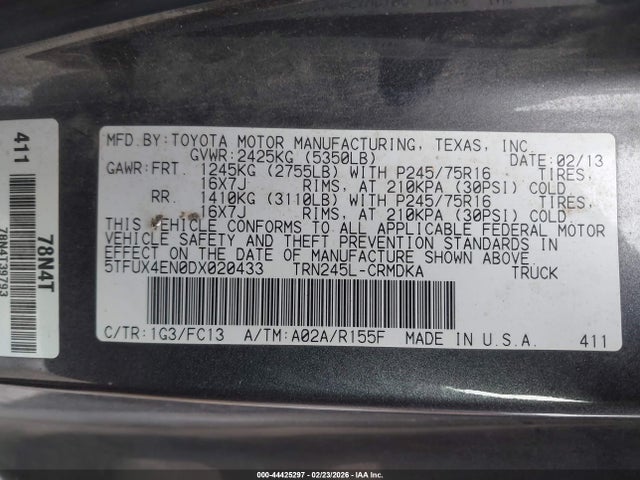 MFD.BY:TOYOTA MOTOR MANUFACTURING, TEXAS, INC.
GVWR:2425KG (5350LB) DATE:02/13
GAWR:FRT. 1245KG (2755LB) WITH P245/75R16 TIRES,
16X7J RIMS, AT 210KPA (30PSI) COLD
RR. 1410KG (3110LB) WITH P245/75R16 TIRES,
16X7J RIMS, AT 210KPA (30PSI) COLD
THIS VEHICLE CONFORMS TO ALL APPLICABLE FEDERAL MOTOR
VEHICLE SAFETY AND THEFT PREVENTION STANDARDS IN
EFFECT ON THE DATE OF MANUFACTURE SHOWN ABOVE.
5TFUX4EN0DX020433 TRN245L-CRMDKA TRUCK
C/TR:1G3/FC13 A/TM:A02A/R155F MADE IN U.S.A. 411
411
78N4T
78N4T39793
000-44425297 - 02/23/2026 - IAA Inc.